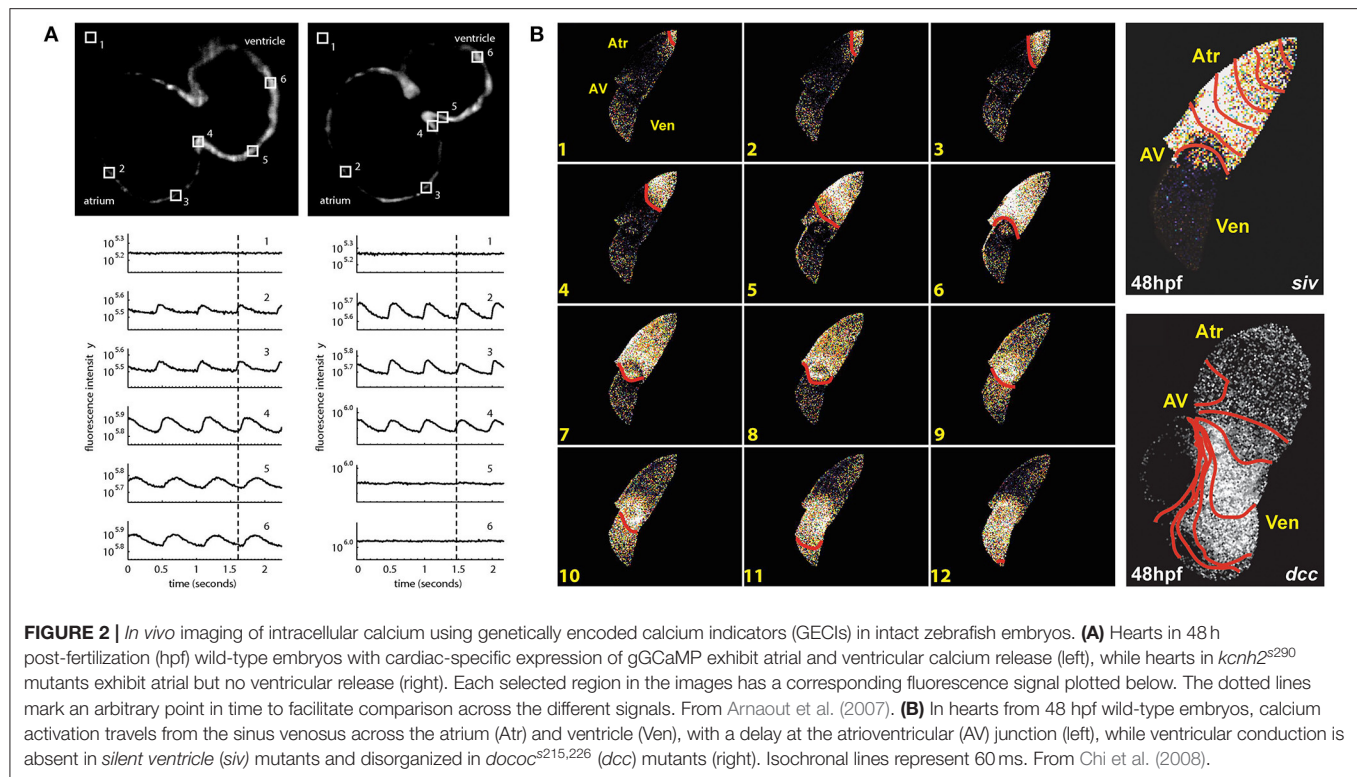 A
1
ventricle
6
4
5
2
3
atrium
1
ventricle
6
5
4
2
3
atrium
10^5.3
10^5.2
1
10^5.6
10^5.5
2
10^5.6
10^5.5
3
10^5.9
10^5.8
4
10^5.8
10^5.7
5
10^5.9
10^5.8
6
fluorescence intensit y
0 0.5 1 1.5 2
time (seconds)
10^5.3
10^5.2
1
10^5.7
10^5.6
2
10^5.8
10^5.7
3
10^6.0
4
10^6.0
5
10^6.0
6
fluorescence intensit y
0 0.5 1 1.5 2
time (seconds)
B
Atr
AV
Ven
1
2
3
4
5
6
7
8
9
10
11
12
Atr
AV
Ven
48hpf siv
Atr
AV
Ven
48hpf dcc
FIGURE 2 | In vivo imaging of intracellular calcium using genetically encoded calcium indicators (GECIs) in intact zebrafish embryos. (A) Hearts in 48 h
post-fertilization (hpf) wild-type embryos with cardiac-specific expression of gGCaMP exhibit atrial and ventricular calcium release (left), while hearts in kcnh2^s290
mutants exhibit atrial but no ventricular release (right). Each selected region in the images has a corresponding fluorescence signal plotted below. The dotted lines
mark an arbitrary point in time to facilitate comparison across the different signals. From Arnaout et al. (2007). (B) In hearts from 48 hpf wild-type embryos, calcium
activation travels from the sinus venosus across the atrium (Atr) and ventricle (Ven), with a delay at the atrioventricular (AV) junction (left), while ventricular conduction is
absent in silent ventricle (siv) mutants and disorganized in dococ^s215,226 (dcc) mutants (right). Isochronal lines represent 60 ms. From Chi et al. (2008).